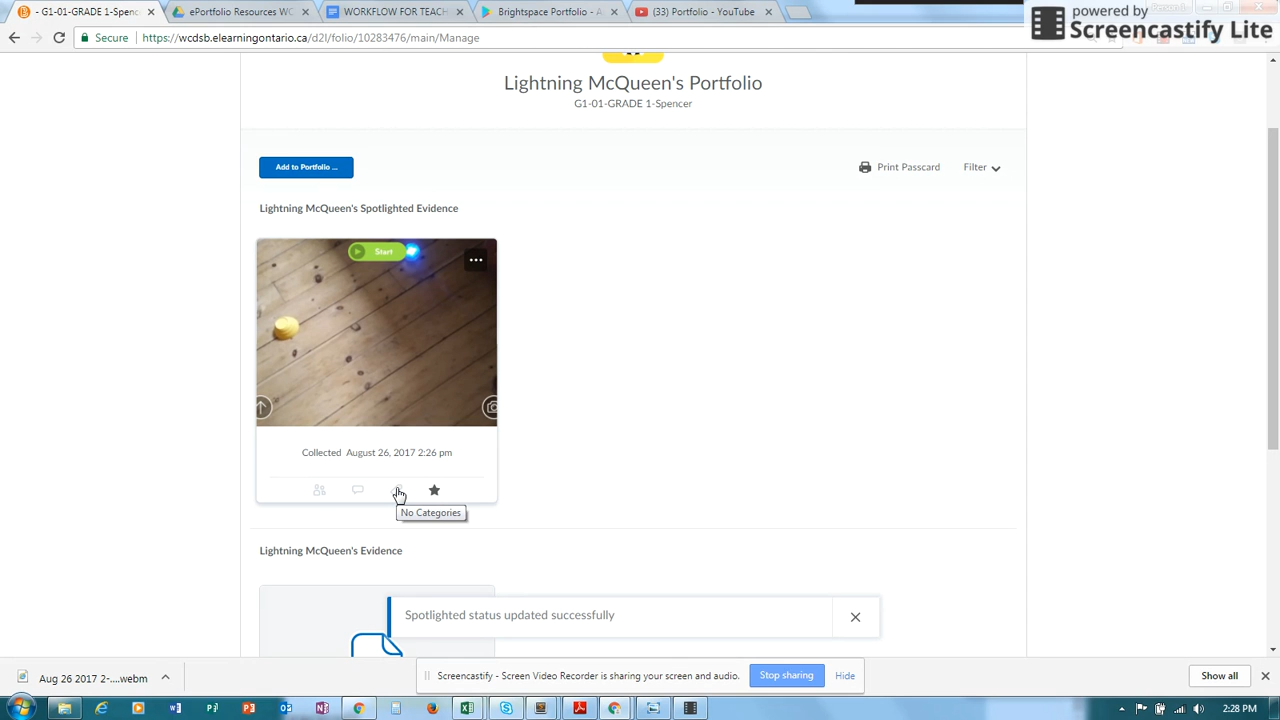 - G1-01-GRADE 1-Spenc
ePortfolio Resources WC
WORKFLOW FOR TEACH
Brightspace Portfolio - A
(33) Portfolio - YouTube
powered by
Screencastify Lite
Secure
https://wcdsb.elearningontario.ca/d2l/
Lightning McQueen's Portfolio
G1-01-GRADE 1-Spencer
Add to Portfolio ...
Print Passcard
Filter
Lightning McQueen's Spotlighted Evidence
Start
...
Collected August 26, 2017 2:26 pm
No Categories
Lightning McQueen's Evidence
Spotlighted status updated successfully
Aug 26 2017 2-....webm
Screencastify - Screen Video Recorder is sharing your screen and audio.
Stop sharing
Hide
Show all
2:28 PM